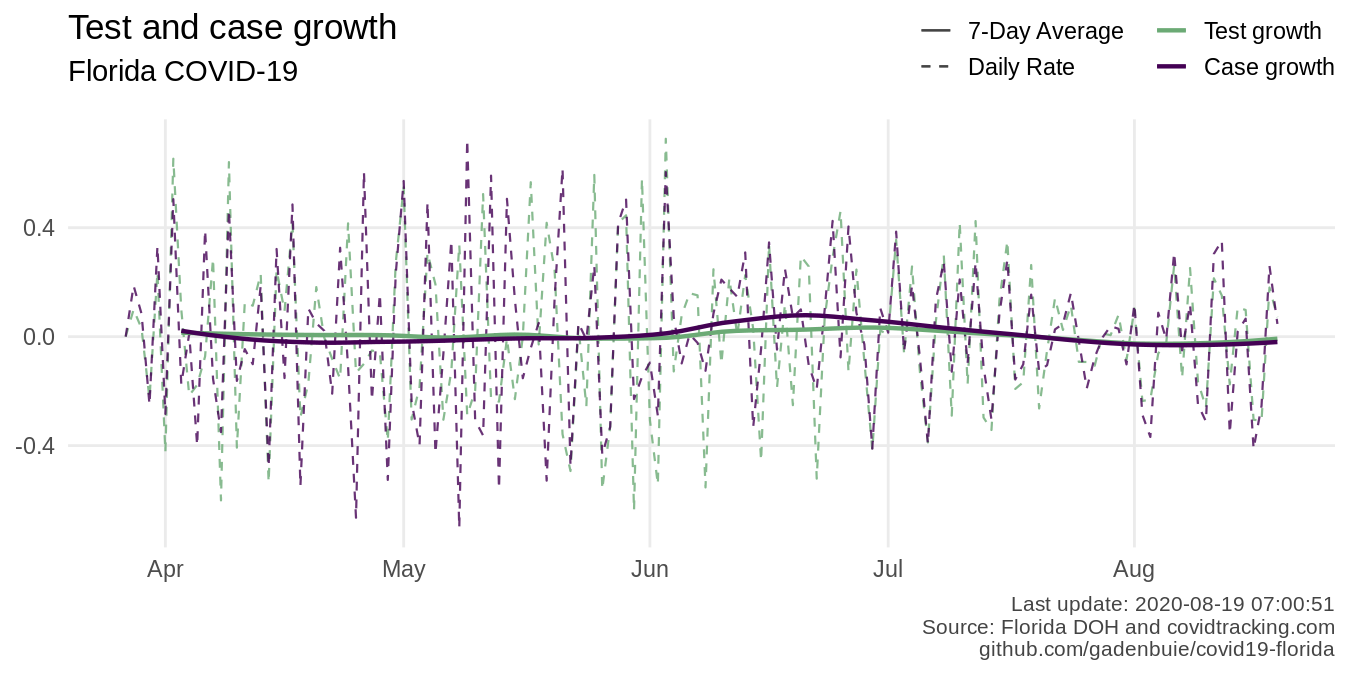 Test and case growth
Florida COVID-19
7-Day Average
Test growth
Daily Rate
Case growth
0.4
0.0
-0.4
Apr
May
Jun
Jul
Aug
Last update: 2020-08-19 07:00:51
Source: Florida DOH and covidtracking.com
github.com/gadenbuie/covid19-florida